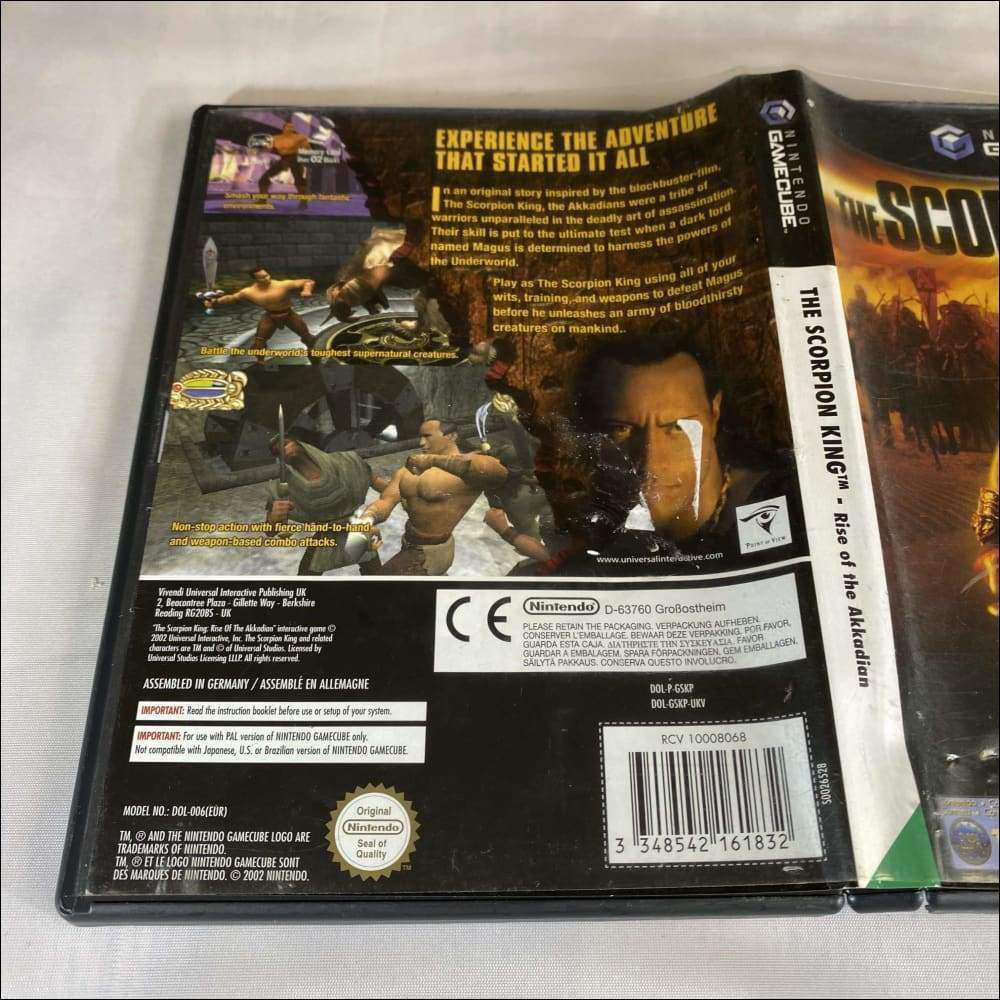 Memory Card
02
Smash your way through fantastic
environments.
EXPERIENCE THE ADVENTURE
THAT STARTED IT ALL
In an original story inspired by the blockbuster film,
The Scorpion King, the Akkadians were a tribe of
warriors unparalleled in the deadly art of assassination.
Their skill is put to the ultimate test when a dark lord
named Magus is determined to harness the powers of
the Underworld.
Play as The Scorpion King using all of your
wits, training, and weapons to defeat Magus
before he unleashes an army of bloodthirsty
creatures on mankind..
Battle the underworld's toughest supernatural creatures.
Non-stop action with fierce hand-to-hand
and weapon-based combo attacks.
www.universalinteractive.com
POINT OF VIEW
Vivendi Universal Interactive Publishing UK
2, Beacontree Plaza - Gillette Way - Berkshire
Reading RG20BS - UK
"The Scorpion King: Rise Of The Akkadian" interactive game ©
2002 Universal Interactive, Inc. The Scorpion King and related
characters are TM and © of Universal Studios. Licensed by
Universal Studios Licensing LLLP. All rights reserved.
ASSEMBLED IN GERMANY / ASSEMBLÉ EN ALLEMAGNE
IMPORTANT: Read the instruction booklet before use or setup of your system.
IMPORTANT: For use with PAL version of NINTENDO GAMECUBE only.
Not compatible with Japanese, U.S. or Brazilian version of NINTENDO GAMECUBE.
MODEL NO.: DOL-006(EUR)
TM, ® AND THE NINTENDO GAMECUBE LOGO ARE
TRADEMARKS OF NINTENDO.
TM, ® ET LE LOGO NINTENDO GAMECUBE SONT
DES MARQUES DE NINTENDO. © 2002 NINTENDO.
Original
Nintendo
Seal of
Quality
TM
CE
Nintendo D-63760 Großostheim
PLEASE RETAIN THE PACKAGING. VERPACKUNG AUFHEBEN.
CONSERVER L'EMBALLAGE. BEWAAR DEZE VERPAKKING. POR FAVOR,
GUARDA ESTA CAJA. ΔΙΑΤΗΡΗΣΤΕ ΤΗΝ ΣΥΣΚΕΥΑΣΙΑ. FAVOR
GUARDAR A EMBALAGEM. SPARA FÖRPACKNINGEN. GEM EMBALLAGEN.
SÄILYTÄ PAKKAUS. CONSERVA QUESTO INVOLUCRO.
DOL-P-GSKP
DOL-GSKP-UKV
RCV 10008068
3 348542 161832
S0026528
NINTENDO
GAMECUBE™
THE SCORPION KING™ - Rise of the Akkadian
N
G
THE SCO